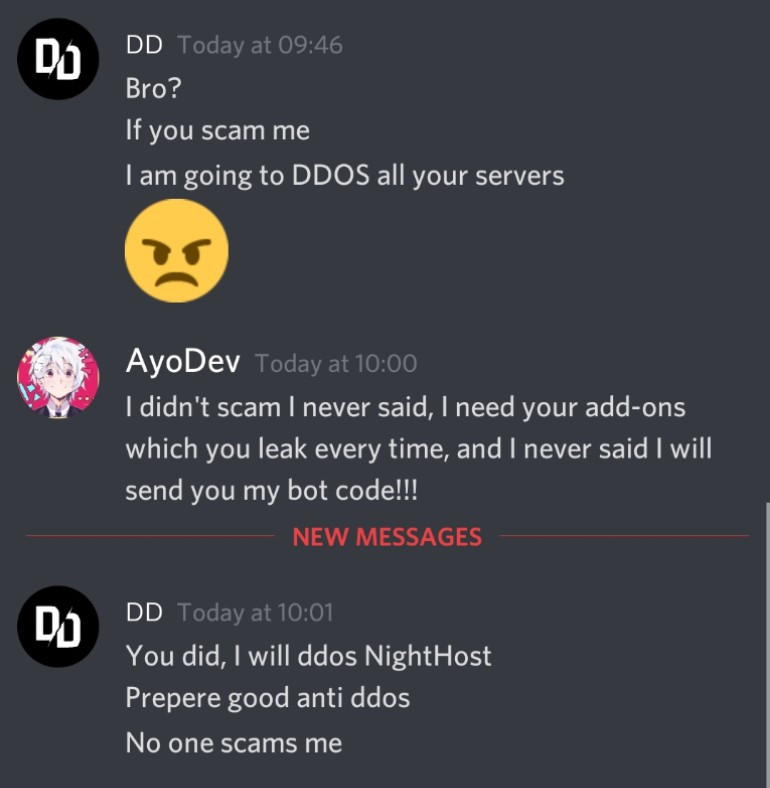 DD
DD Today at 09:46
Bro?
If you scam me
I am going to DDOS all your servers
AyoDev Today at 10:00
I didn't scam I never said, I need your add-ons
which you leak every time, and I never said I will
send you my bot code!!!
NEW MESSAGES
DD
DD Today at 10:01
You did, I will ddos NightHost
Prepere good anti ddos
No one scams me